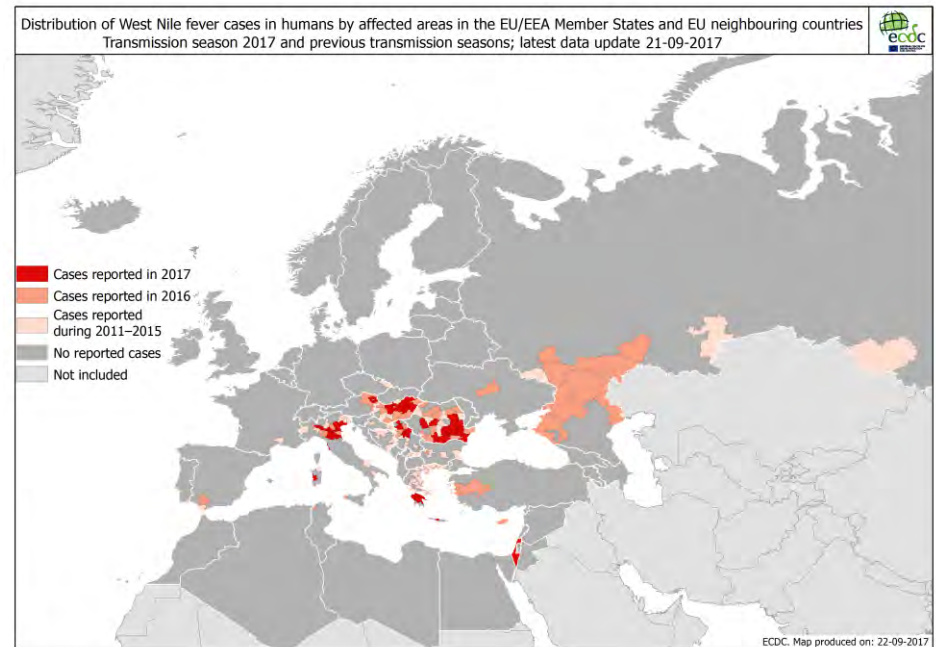 Distribution of West Nile fever cases in humans by affected areas in the EU/EEA Member States and EU neighbouring countries
Transmission season 2017 and previous transmission seasons; latest data update 21-09-2017
ecdc
Cases reported in 2017
Cases reported in 2016
Cases reported
during 2011–2015
No reported cases
Not included
ECDC. Map produced on: 22-09-2017